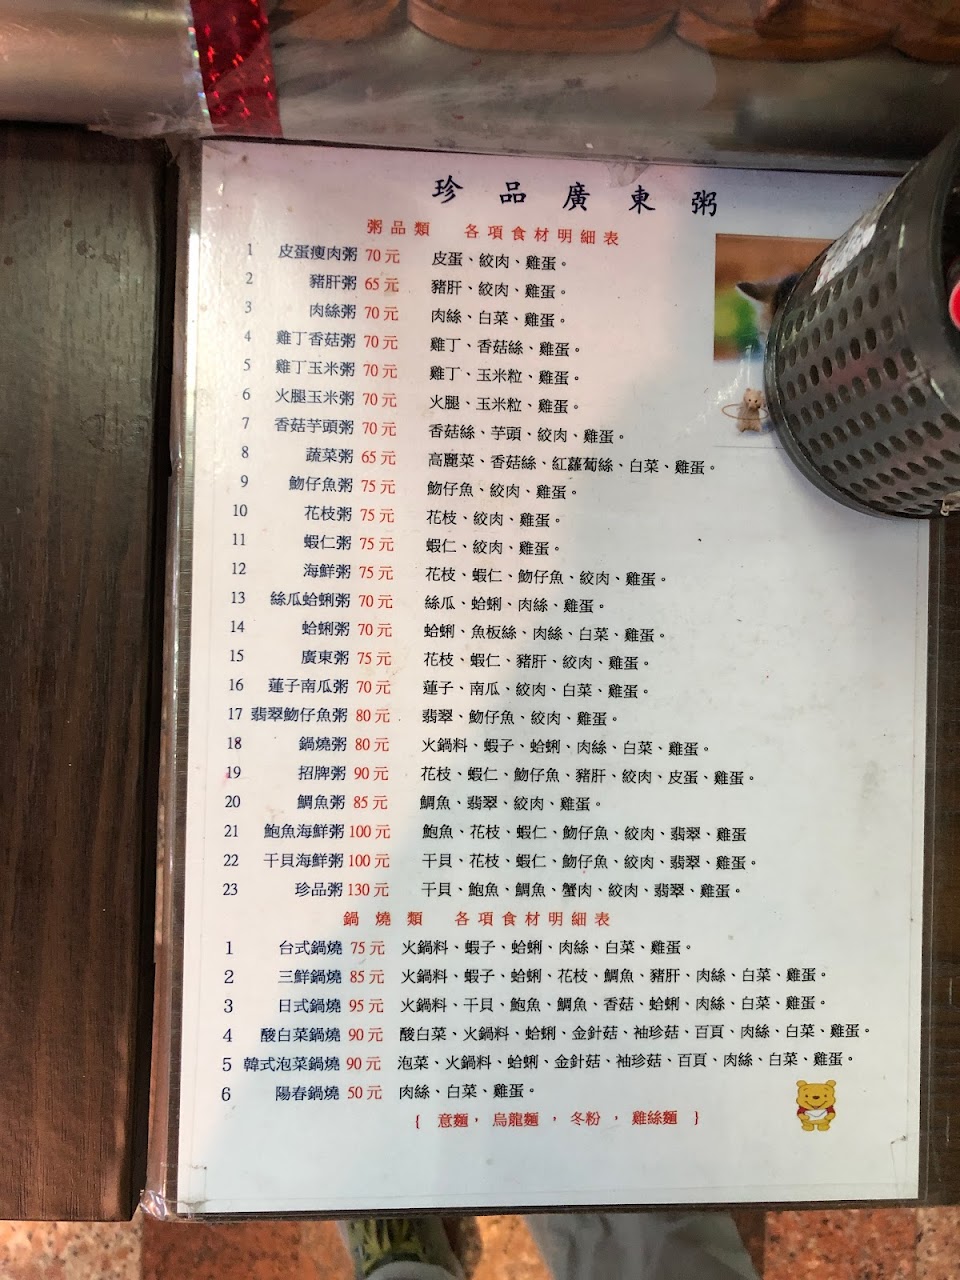 珍品廣東粥
粥品類 各項食材明細表
1 皮蛋瘦肉粥 70元 皮蛋、絞肉、雞蛋。
2 豬肝粥 65元 豬肝、絞肉、雞蛋。
3 肉絲粥 70元 肉絲、白菜、雞蛋。
4 雞丁香菇粥 70元 雞丁、香菇絲、雞蛋。
5 雞丁玉米粥 70元 雞丁、玉米粒、雞蛋。
6 火腿玉米粥 70元 火腿、玉米粒、雞蛋。
7 香菇芋頭粥 70元 香菇絲、芋頭、絞肉、雞蛋。
8 蔬菜粥 65元 高麗菜、香菇絲、紅蘿蔔絲、白菜、雞蛋。
9 魩仔魚粥 75元 魩仔魚、絞肉、雞蛋。
10 花枝粥 75元 花枝、絞肉、雞蛋。
11 蝦仁粥 75元 蝦仁、絞肉、雞蛋。
12 海鮮粥 75元 花枝、蝦仁、魩仔魚、絞肉、雞蛋。
13 絲瓜蛤蜊粥 70元 絲瓜、蛤蜊、肉絲、雞蛋。
14 蛤蜊粥 70元 蛤蜊、魚板絲、肉絲、白菜、雞蛋。
15 廣東粥 75元 花枝、蝦仁、豬肝、絞肉、雞蛋。
16 蓮子南瓜粥 70元 蓮子、南瓜、絞肉、白菜、雞蛋。
17 翡翠魩仔魚粥 80元 翡翠、魩仔魚、絞肉、雞蛋。
18 鍋燒粥 80元 火鍋料、蝦子、蛤蜊、肉絲、白菜、雞蛋。
19 招牌粥 90元 花枝、蝦仁、魩仔魚、豬肝、絞肉、皮蛋、雞蛋。
20 鯛魚粥 85元 鯛魚、翡翠、絞肉、雞蛋。
21 鮑魚海鮮粥 100元 鮑魚、花枝、蝦仁、魩仔魚、絞肉、翡翠、雞蛋
22 干貝海鮮粥 100元 干貝、花枝、蝦仁、魩仔魚、絞肉、翡翠、雞蛋。
23 珍品粥 130元 干貝、鮑魚、鯛魚、蟹肉、絞肉、翡翠、雞蛋。
鍋燒類 各項食材明細表
1 台式鍋燒 75元 火鍋料、蝦子、蛤蜊、肉絲、白菜、雞蛋。
2 三鮮鍋燒 85元 火鍋料、蝦子、蛤蜊、花枝、鯛魚、豬肝、肉絲、白菜、雞蛋。
3 日式鍋燒 95元 火鍋料、干貝、鮑魚、鯛魚、香菇、蛤蜊、肉絲、白菜、雞蛋。
4 酸白菜鍋燒 90元 酸白菜、火鍋料、蛤蜊、金針菇、袖珍菇、百頁、肉絲、白菜、雞蛋。
5 韓式泡菜鍋燒 90元 泡菜、火鍋料、蛤蜊、金針菇、袖珍菇、百頁、肉絲、白菜、雞蛋。
6 陽春鍋燒 50元 肉絲、白菜、雞蛋。
{ 意麵，烏龍麵，冬粉，雞絲麵 }